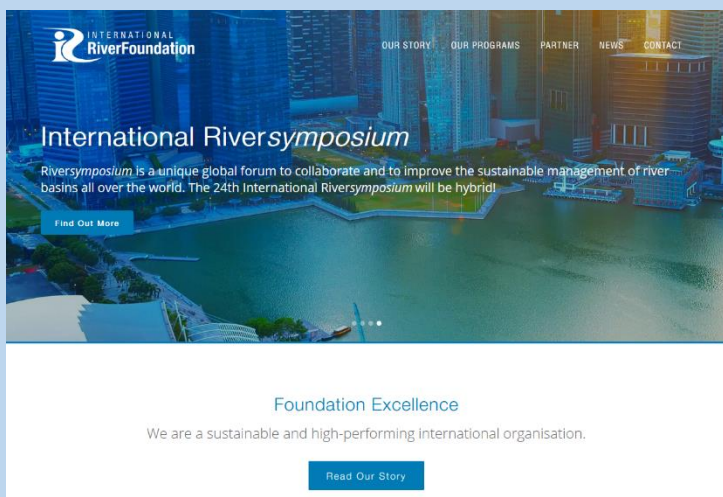 INTERNATIONAL
RiverFoundation
OUR STORY OUR PROGRAMS PARTNER NEWS CONTACT
International Riversymposium
Riversymposium is a unique global forum to collaborate and to improve the sustainable management of river
basins all over the world. The 24th International Riversymposium will be hybrid!
Find Out More
Foundation Excellence
We are a sustainable and high-performing international organisation.
Read Our Story